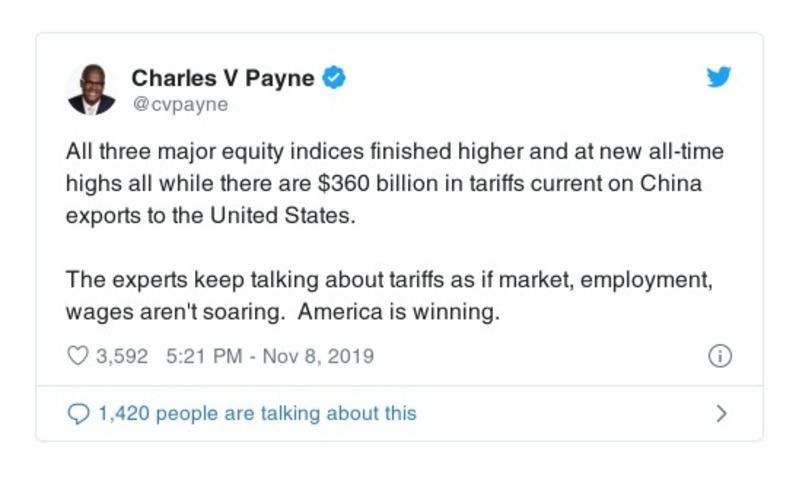 Charles V Payne
@cvpayne
All three major equity indices finished higher and at new all-time
highs all while there are $360 billion in tariffs current on China
exports to the United States.
The experts keep talking about tariffs as if market, employment,
wages aren't soaring.  America is winning.
3,592 5:21 PM - Nov 8, 2019
1,420 people are talking about this